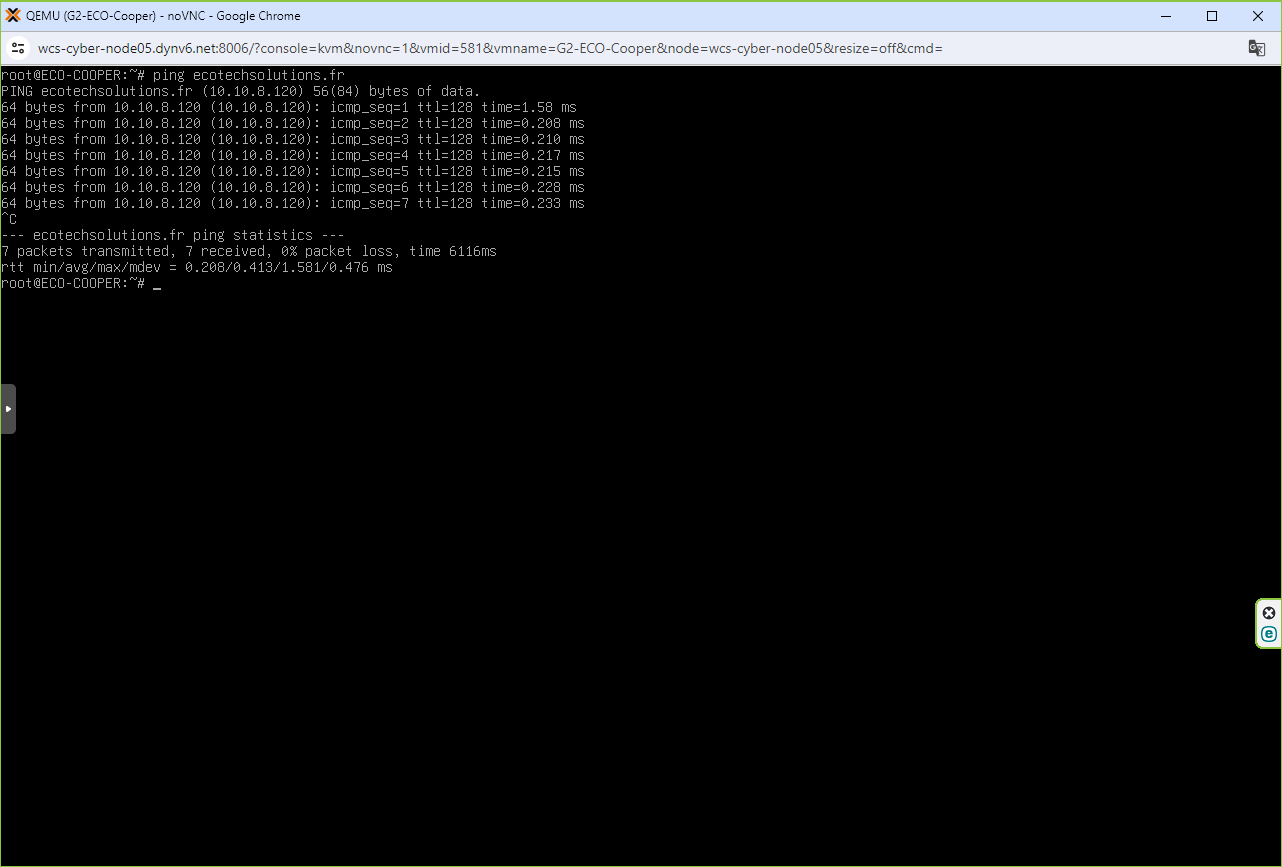 QEMU (G2-ECO-Cooper) - noVNC - Google Chrome
wcs-cyber-node05.dynv6.net:8006/?console=kvm&novnc=1&vmid=581&vmname=G2-ECO-Cooper&node=wcs-cyber-node05&resize=off&cmd=
root@ECO-COOPER:~# ping ecotechsolutions.fr
PING ecotechsolutions.fr (10.10.8.120) 56(84) bytes of data.
64 bytes from 10.10.8.120 (10.10.8.120): icmp_seq=1 ttl=128 time=1.58 ms
64 bytes from 10.10.8.120 (10.10.8.120): icmp_seq=2 ttl=128 time=0.208 ms
64 bytes from 10.10.8.120 (10.10.8.120): icmp_seq=3 ttl=128 time=0.210 ms
64 bytes from 10.10.8.120 (10.10.8.120): icmp_seq=4 ttl=128 time=0.217 ms
64 bytes from 10.10.8.120 (10.10.8.120): icmp_seq=5 ttl=128 time=0.215 ms
64 bytes from 10.10.8.120 (10.10.8.120): icmp_seq=6 ttl=128 time=0.228 ms
64 bytes from 10.10.8.120 (10.10.8.120): icmp_seq=7 ttl=128 time=0.233 ms
^C
--- ecotechsolutions.fr ping statistics ---
7 packets transmitted, 7 received, 0% packet loss, time 6116ms
rtt min/avg/max/mdev = 0.208/0.413/1.581/0.476 ms
root@ECO-COOPER:~# _